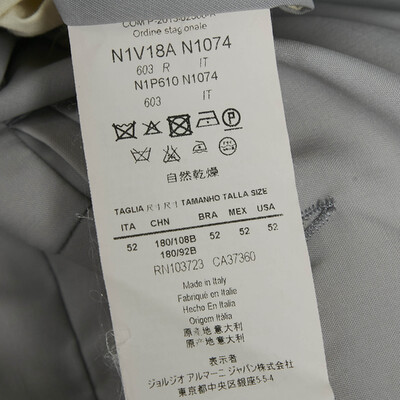 Ordine stagionale
N1V18A N1074
603 R IT
N1P610 N1074
603 IT
P
自然乾燥
TAGLIA TAMANHO TALLA SIZE
ITA CHN BRA MEX USA
52 180/108B 52 52 52
180/92B
RN103723 CA37360
Made in Italy
Fabriqué en Italie
Hecho En Italia
Origem Itália
原产地意大利
原産地意大利
表示者
ジョルジオ アルマーニ ジャパン株式会社
東京都中央区銀座5-5-4